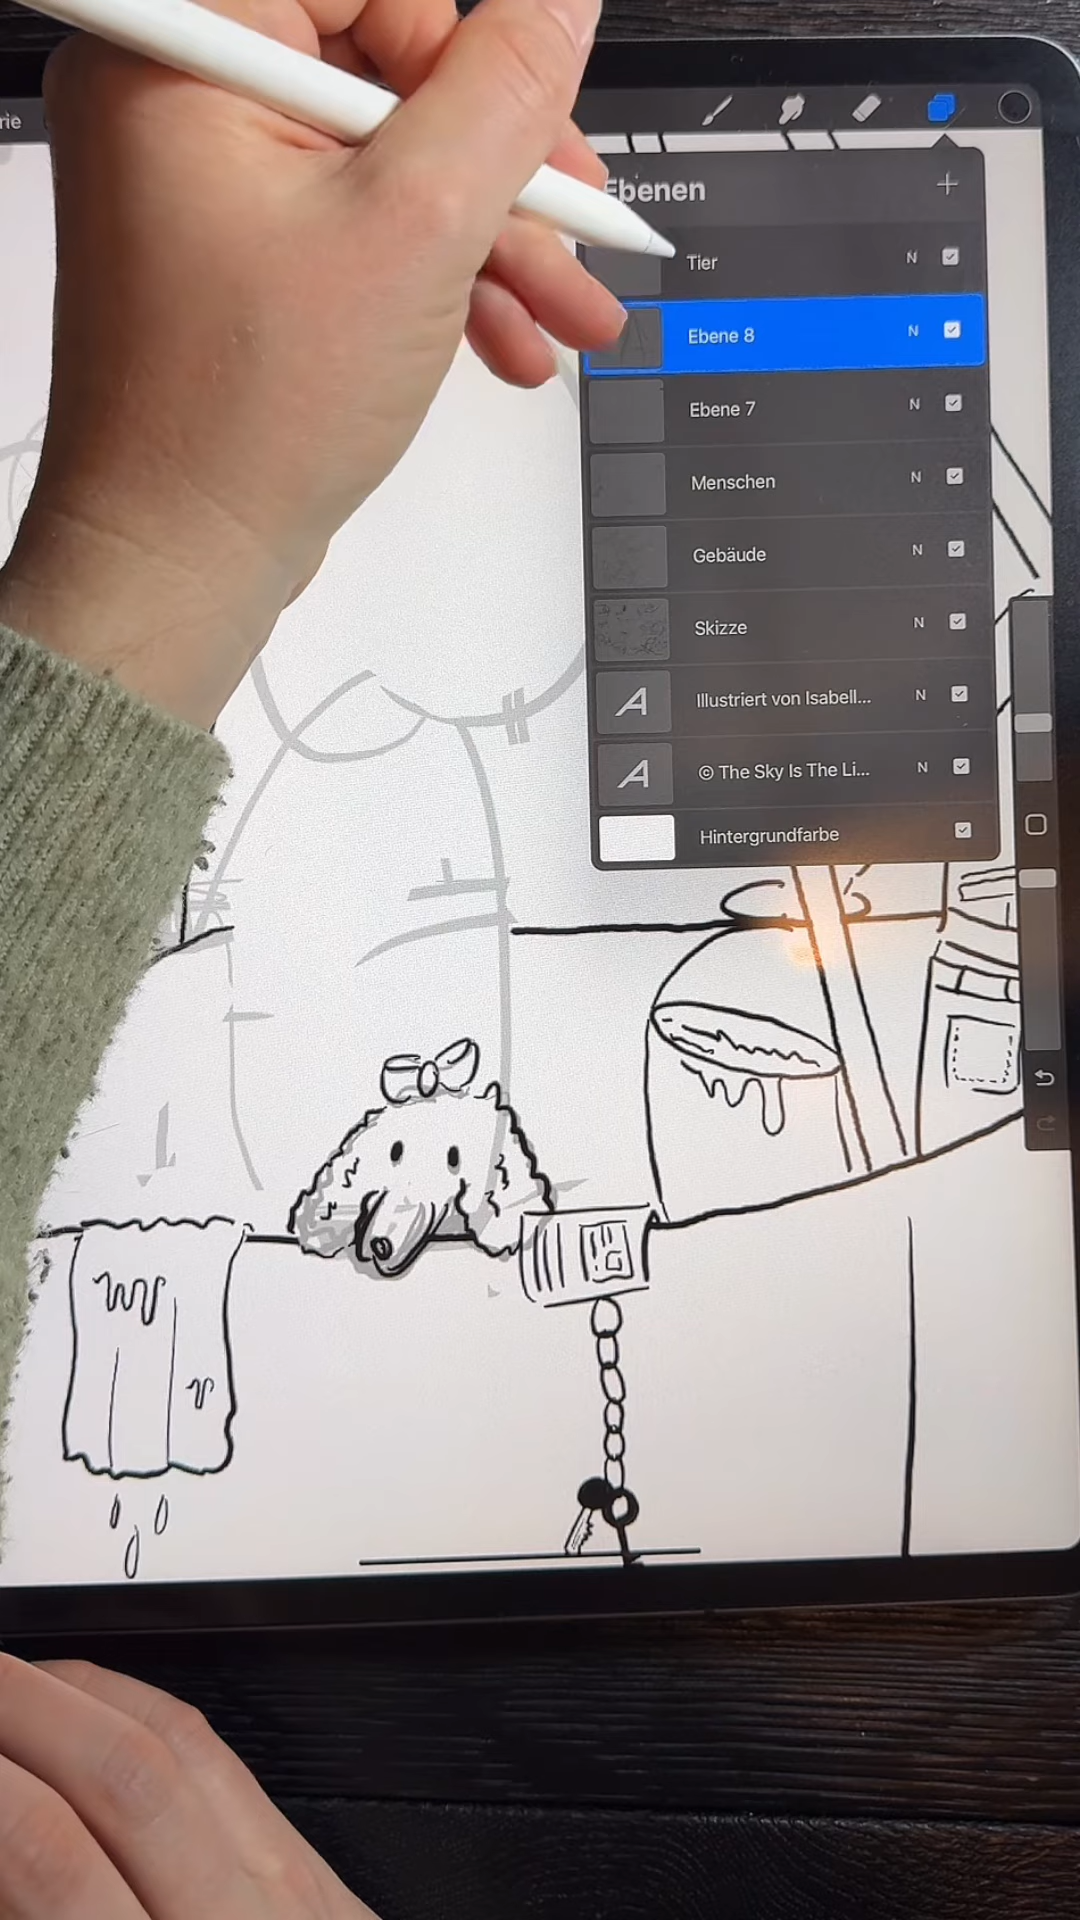 rie
Ebenen
Tier N
Ebene 8 N
Ebene 7 N
Menschen N
Gebäude N
Skizze N
A Illustriert von Isabell... N
A © The Sky Is The Li... N
Hintergrundfarbe